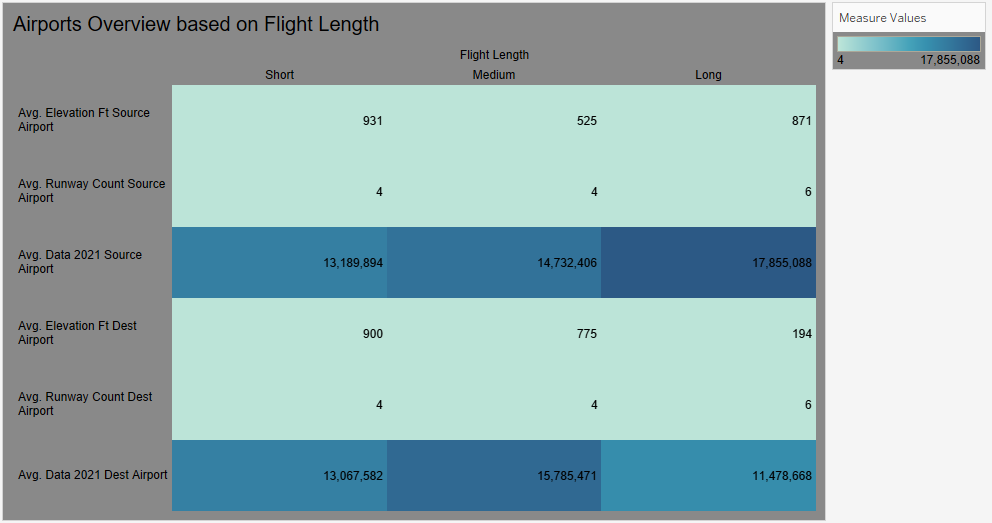 Airports Overview based on Flight Length
Measure Values
4 17,855,088
Flight Length
Short Medium Long
Avg. Elevation Ft Source
Airport
931 525 871
Avg. Runway Count Source
Airport
4 4 6
Avg. Data 2021 Source
Airport
13,189,894 14,732,406 17,855,088
Avg. Elevation Ft Dest
Airport
900 775 194
Avg. Runway Count Dest
Airport
4 4 6
Avg. Data 2021 Dest Airport 13,067,582 15,785,471 11,478,668